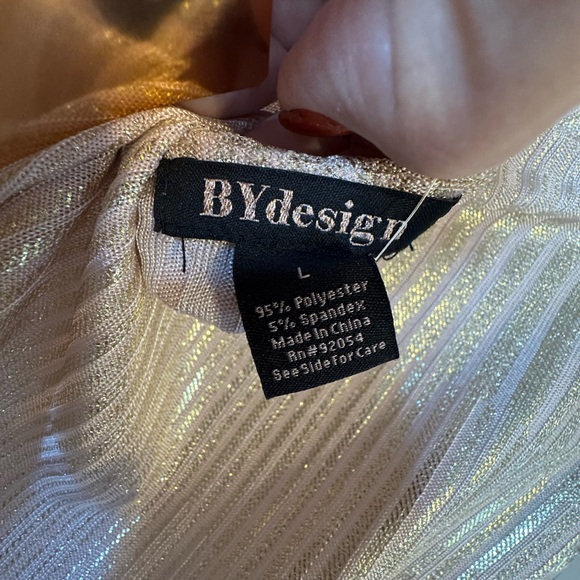 BYdesign
L
95% Polyester
5% Spandex
Made In China
Rn#92054
See Side For Care